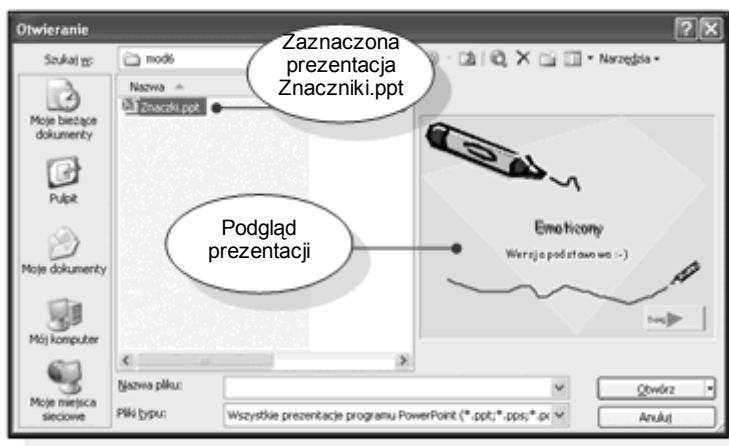 Otwieranie
Szukaj w:
mod6
Narzędzia
Zaznaczona
prezentacja
Znaczniki.ppt
Nazwa
Znaczki.ppt
Moje bieżące
dokumenty
Pulpit
Moje dokumenty
Mój komputer
Moje miejsca
sieciowe
Podgląd
prezentacji
Emotikony
Wersja podstawowa :-)
Nazwa pliku:
Otwórz
Pliki typu:
Wszystkie prezentacje programu PowerPoint (*.ppt;*.pps;*.po
Anuluj